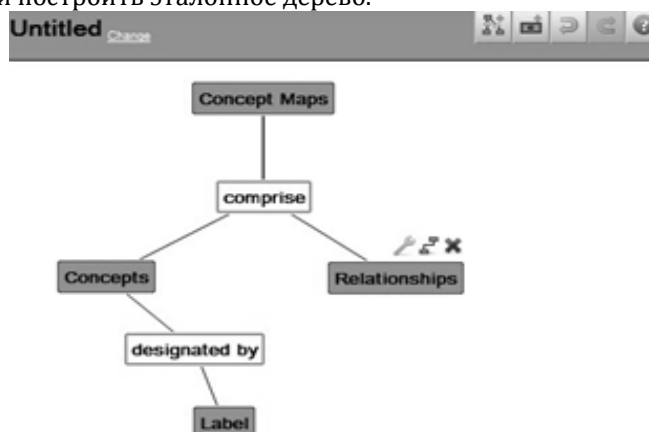 и построить эталонное дерево.
Untitled Change
Concept Maps
comprise
Concepts
Relationships
designated by
Label